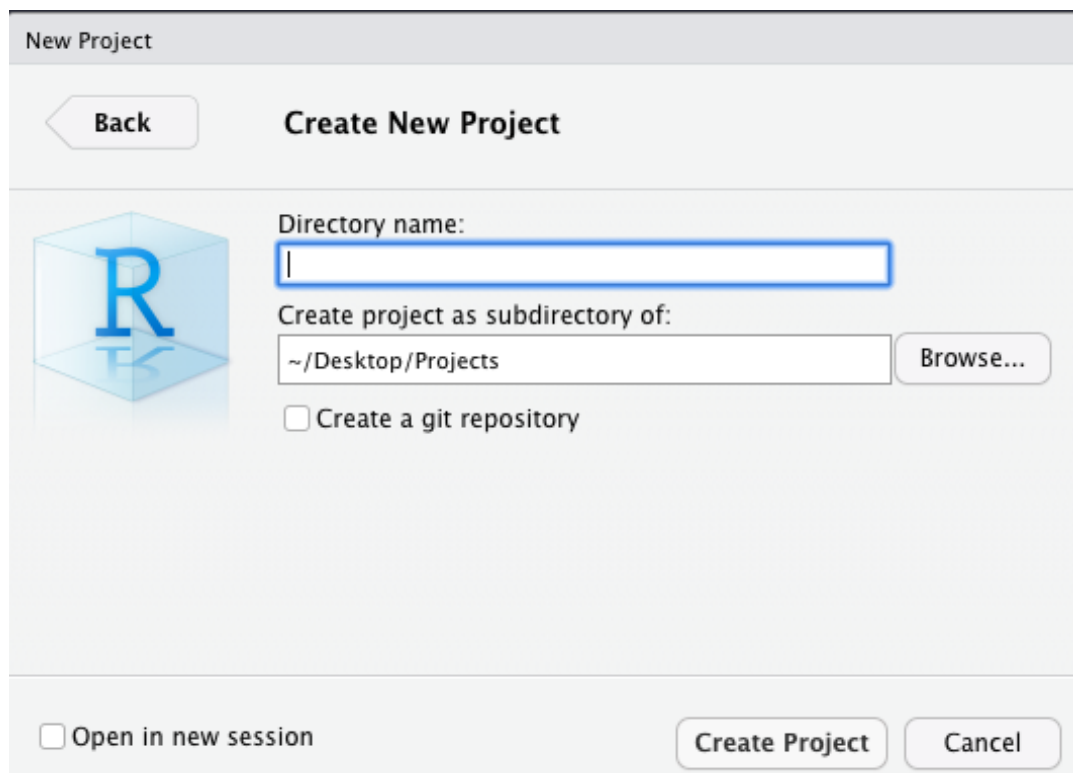 New Project
Back
Create New Project
R
Directory name:
Create project as subdirectory of:
~/Desktop/Projects
Browse...
Create a git repository
Open in new session
Create Project
Cancel